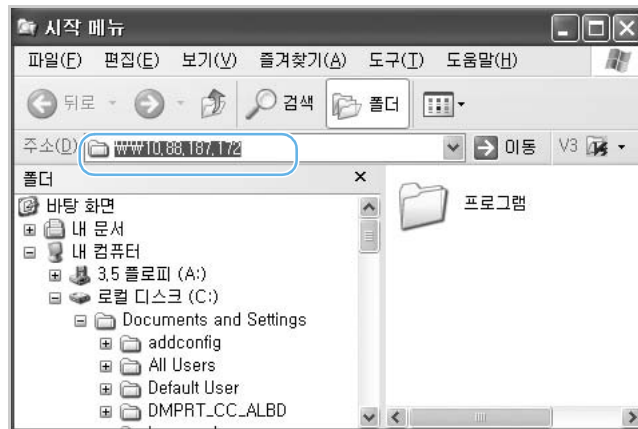 시작 메뉴
파일(F) 편집(E) 보기(V) 즐겨찾기(A) 도구(T) 도움말(H)
뒤로 검색 폴더
주소(D) ₩₩10.88.187.172 이동 V3
폴더
바탕 화면
내 문서
내 컴퓨터
3.5 플로피 (A:)
로컬 디스크 (C:)
Documents and Settings
addconfig
All Users
Default User
DMPRT_CC_ALBD
프로그램